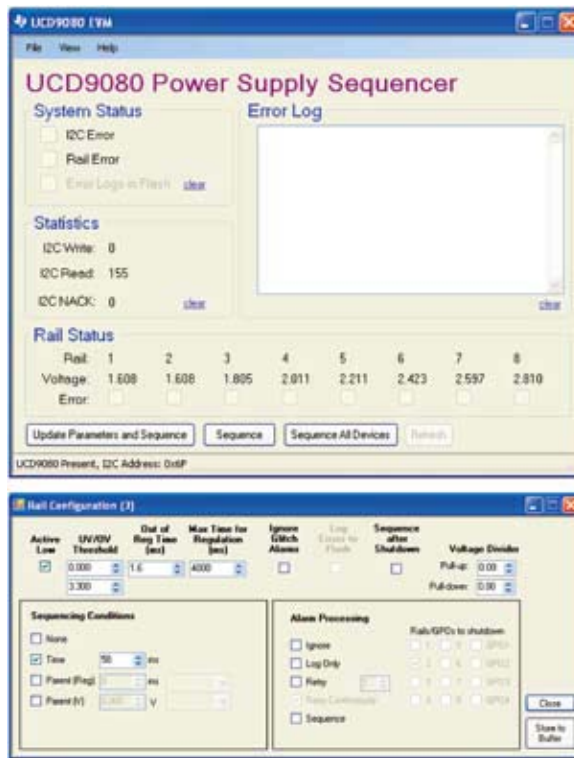 UCD9080 EVM
File View Help
UCD9080 Power Supply Sequencer
System Status
I2C Error
Rail Error
Error Logs in Flash clear
Error Log
clear
Statistics
I2C Write: 0
I2C Read: 155
I2C NACK: 0 clear
Rail Status
Rail: 1 2 3 4 5 6 7 8
Voltage: 1.608 1.608 1.805 2.011 2.211 2.423 2.597 2.810
Error:
Update Parameters and Sequence Sequence Sequence All Devices Refresh
UCD9080 Present, I2C Address:
Rail Configuration (3)
Active Low
UV/OV Threshold
Out of Reg Time (ms)
Max Time for Regulation (ms)
Ignore Glitch Alarms
Log Errors to Flash
Sequence after Shutdown
Voltage Divider
0.000 1.6 4000 Pull-up: 0.00
3.300 Pull-down: 0.00
Sequencing Conditions
None
Time 50 ms
Parent (Reg) ms
Parent (V) V
Alarm Processing
Rails/GPOs to shutdown
Ignore
Log Only
Retry
Retry Continuously
Sequence
Close
Store to Buffer